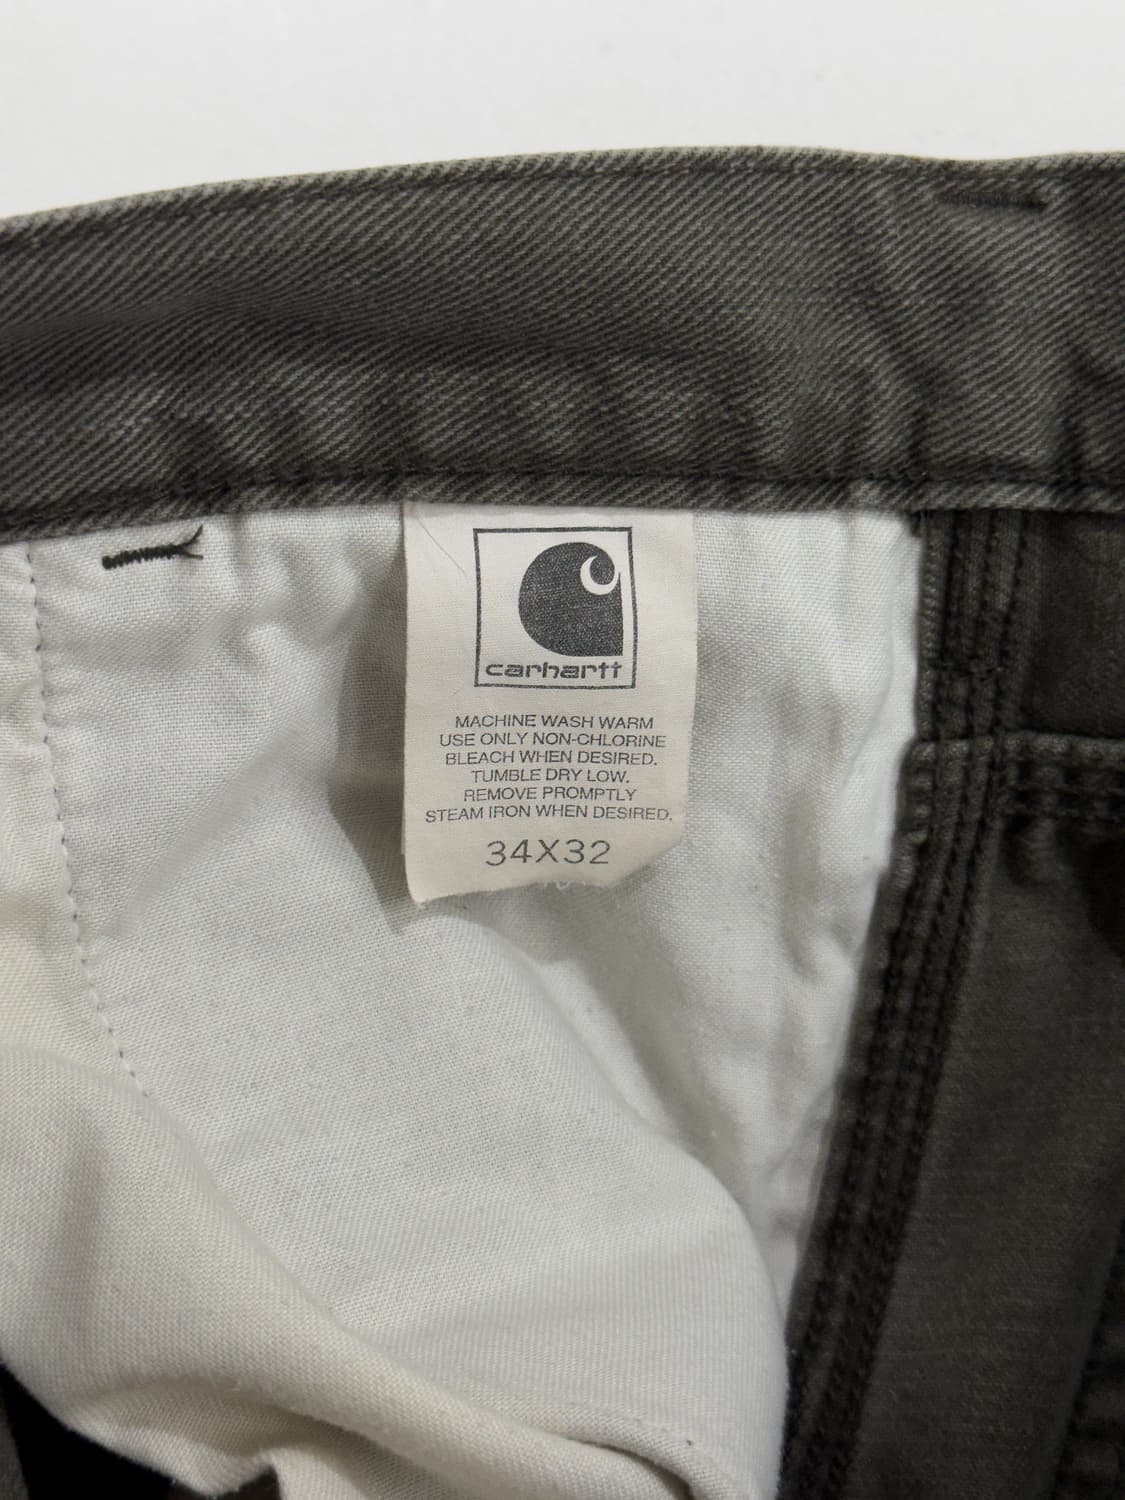 carhartt
MACHINE WASH WARM
USE ONLY NON-CHLORINE
BLEACH WHEN DESIRED.
TUMBLE DRY LOW.
REMOVE PROMPTLY
STEAM IRON WHEN DESIRED.
34X32